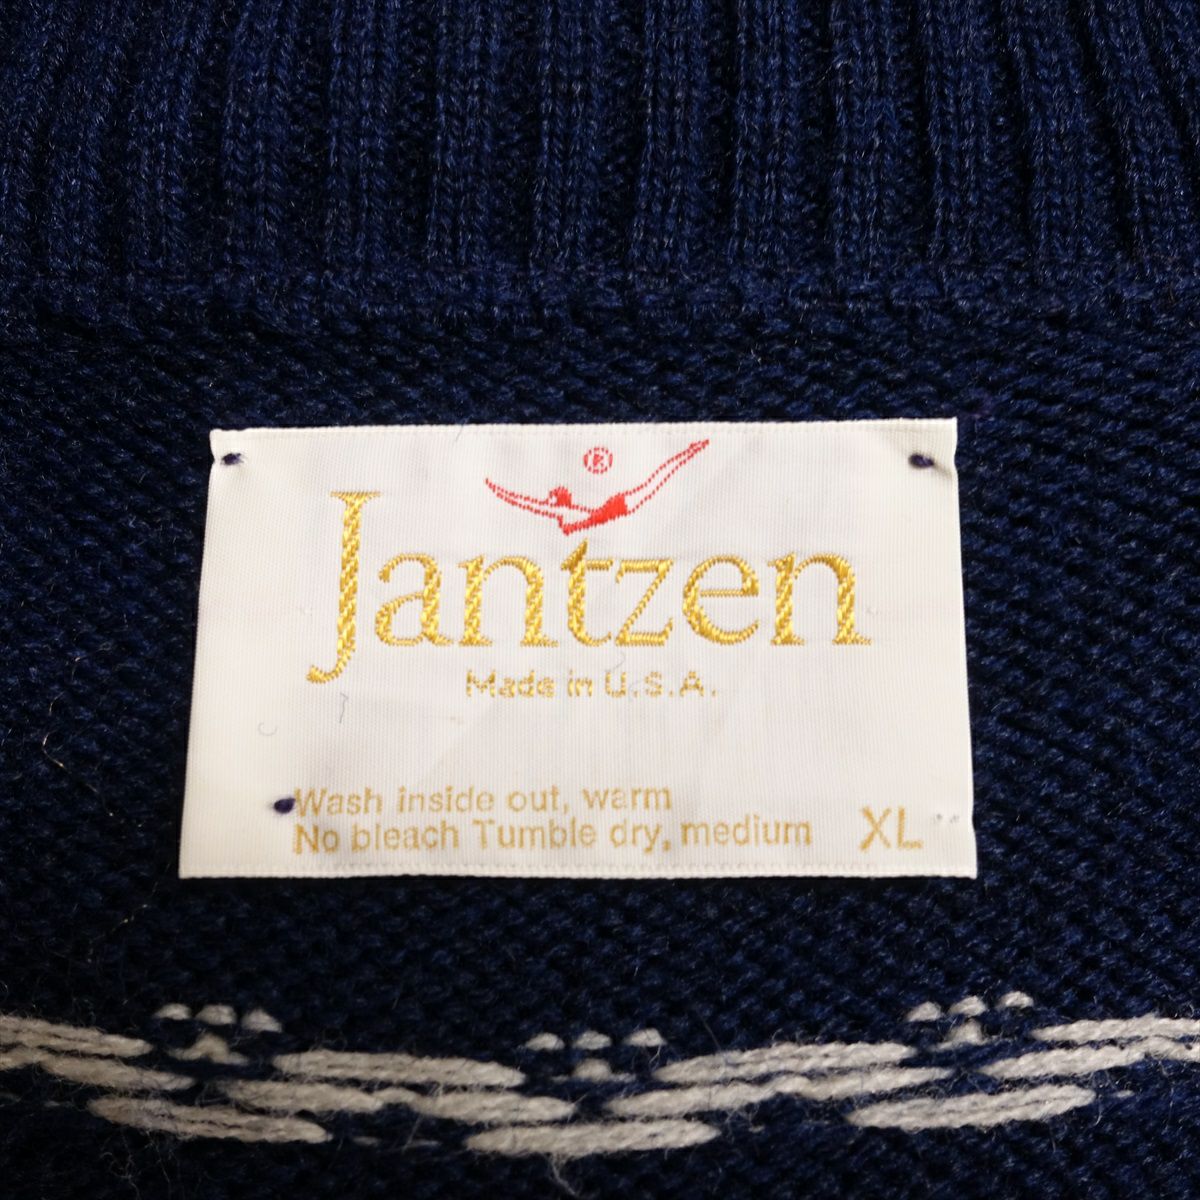 ®
Jantzen
Made in U.S.A.
Wash inside out, warm
No bleach Tumble dry, medium XL